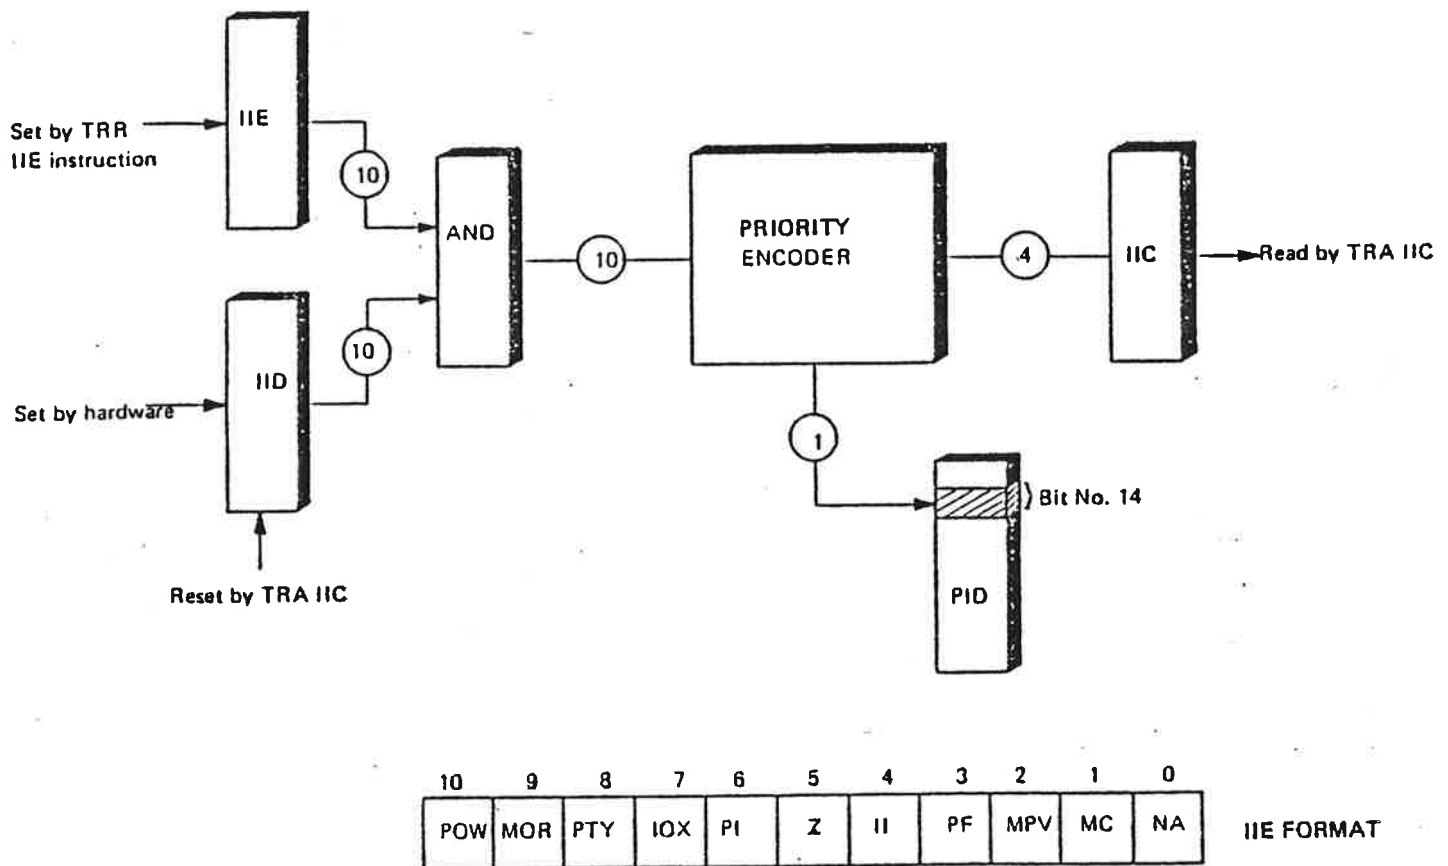 IIE
Set by TRR
IIE instruction
10
AND
PRIORITY
ENCODER
10
.4
IIC
Read by TRA IIC
IID
10
Set by hardware
1
Bit No. 14
Reset by TRA IIC
PID
10 9 8 7 6 5 4 3 2 1 0
POW MOR PTY IOX PI Z II PF MPV MC NA IIE FORMAT